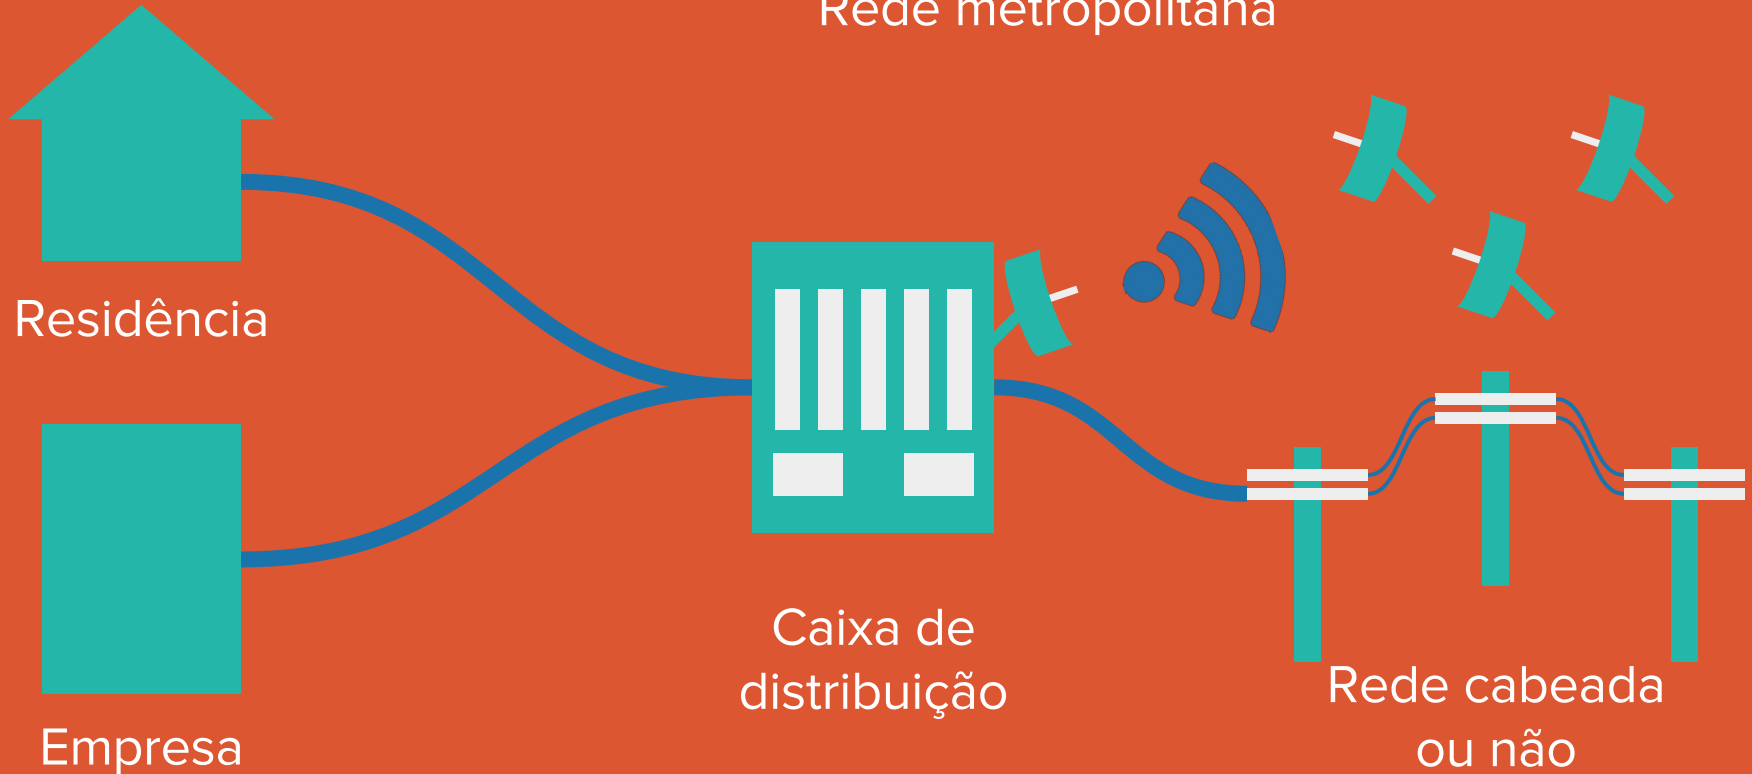 Rede metropolitana
Residência
Caixa de
distribuição
Rede cabeada
ou não
Empresa